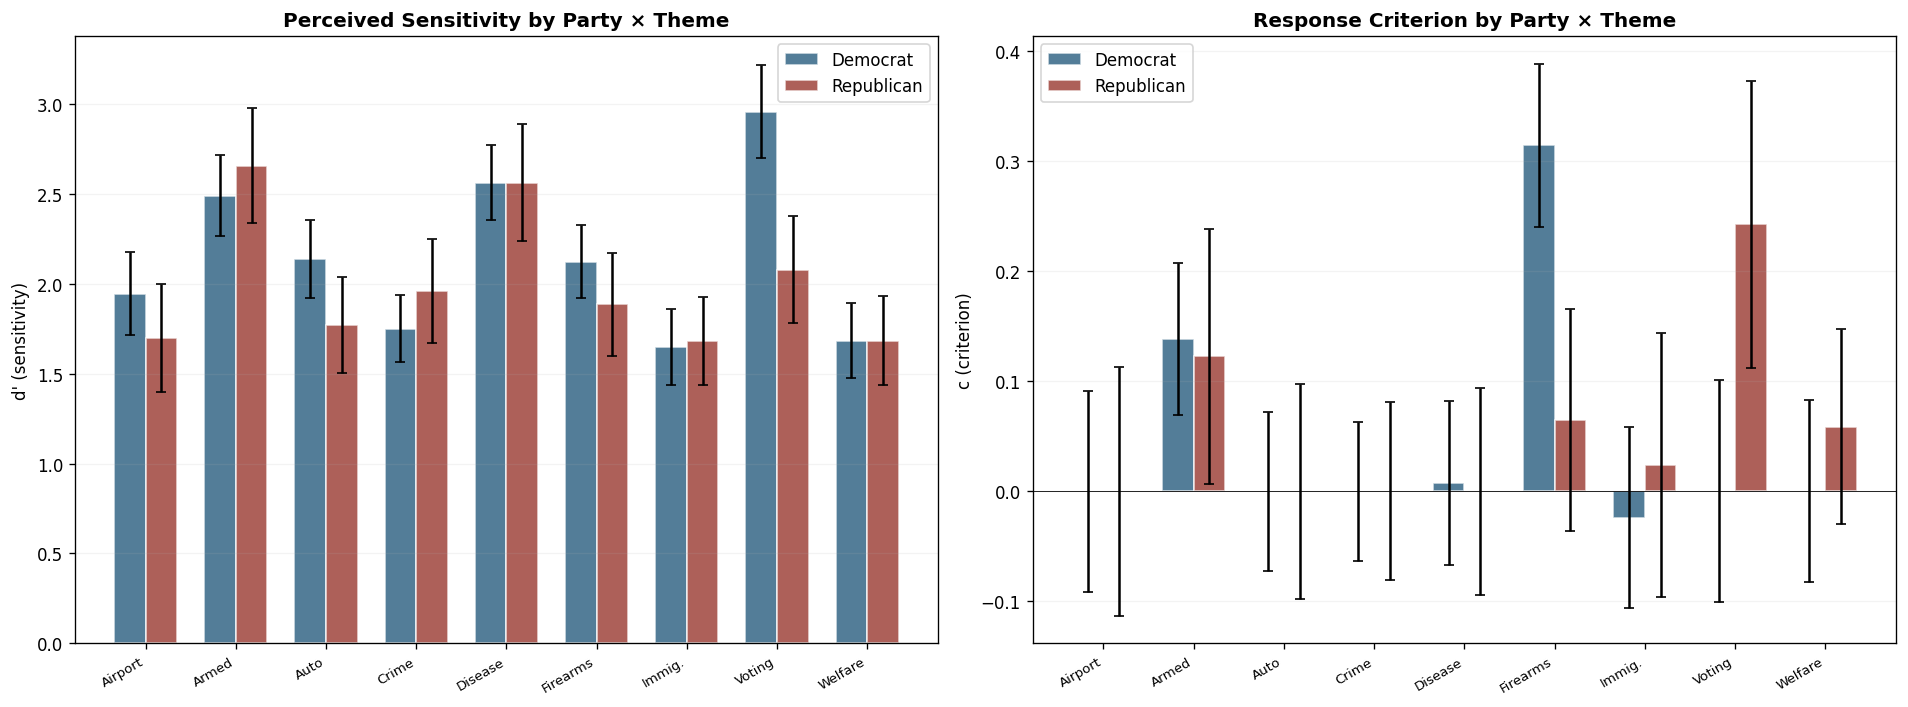 Perceived Sensitivity by Party × Theme
Democrat
Republican
d' (sensitivity)
3.0
2.5
2.0
1.5
1.0
0.5
0.0
Airport
Armed
Auto
Crime
Disease
Firearms
Immig.
Voting
Welfare
Response Criterion by Party × Theme
Democrat
Republican
c (criterion)
0.4
0.3
0.2
0.1
0.0
−0.1
Airport
Armed
Auto
Crime
Disease
Firearms
Immig.
Voting
Welfare